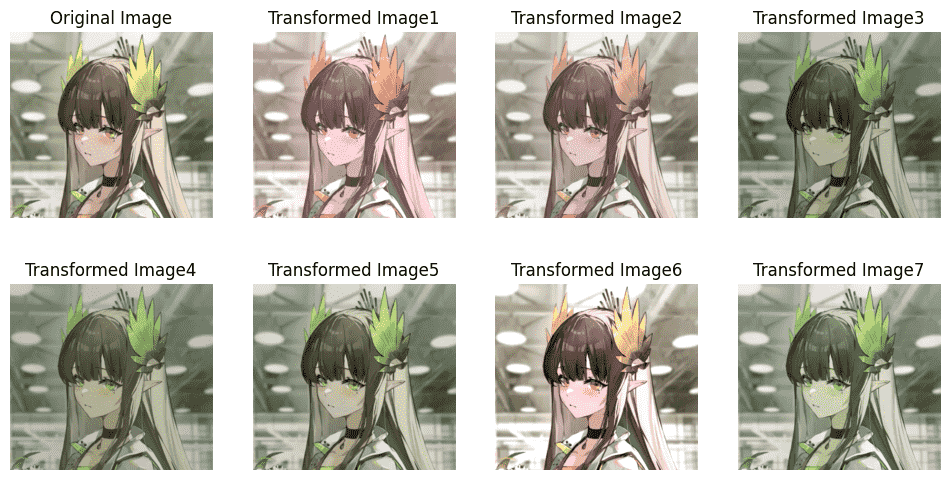 Original Image
Transformed Image1
Transformed Image2
Transformed Image3
Transformed Image4
Transformed Image5
Transformed Image6
Transformed Image7